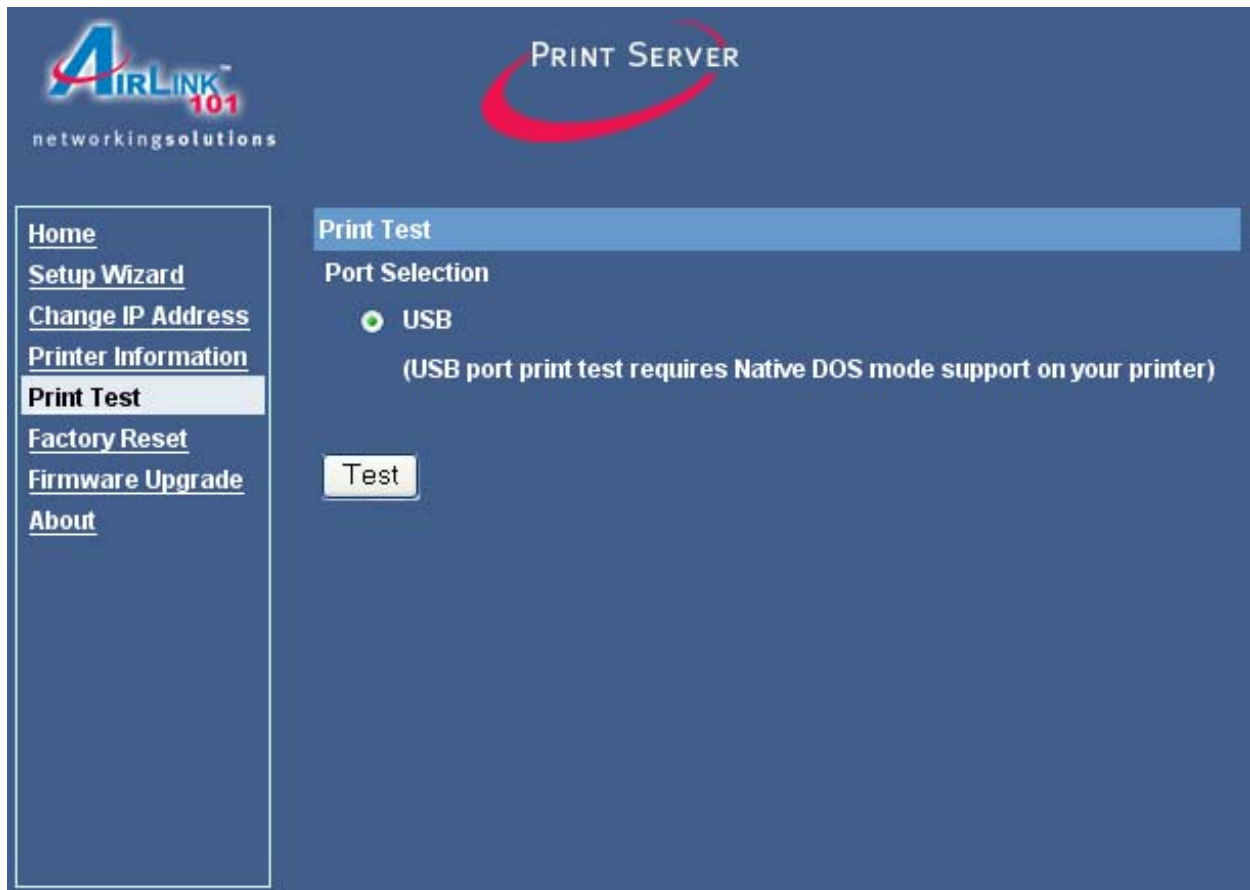 AIRLINK™
101
networkingsolutions
PRINT SERVER
Home
Setup Wizard
Change IP Address
Printer Information
Print Test
Factory Reset
Firmware Upgrade
About
Print Test
Port Selection
USB
(USB port print test requires Native DOS mode support on your printer)
Test